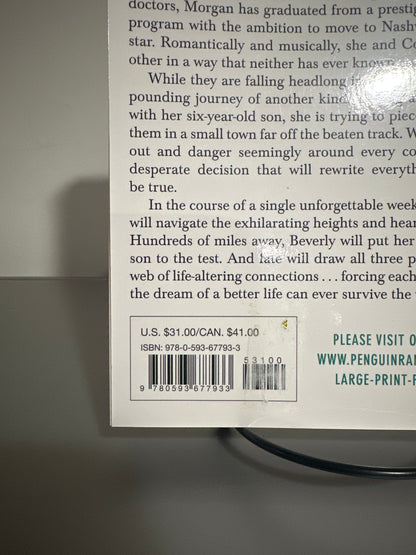 doctors, Morgan has graduated from a prestig
program with the ambition to move to Nash
star. Romantically and musically, she and Co
other in a way that neither has ever known
While they are falling headlong in
pounding journey of another kind
with her six-year-old son, she is trying to piec
them in a small town far off the beaten track. W
out and danger seemingly around every co
desperate decision that will rewrite everyth
be true.
In the course of a single unforgettable week
will navigate the exhilarating heights and hear
Hundreds of miles away, Beverly will put her
son to the test. And fate will draw all three p
web of life-altering connections . . . forcing each
the dream of a better life can ever survive the
U.S. $31.00/CAN. $41.00
ISBN: 978-0-593-67793-3
53100
9 780593 677933
PLEASE VISIT O
WWW.PENGUINRA
LARGE-PRINT-F